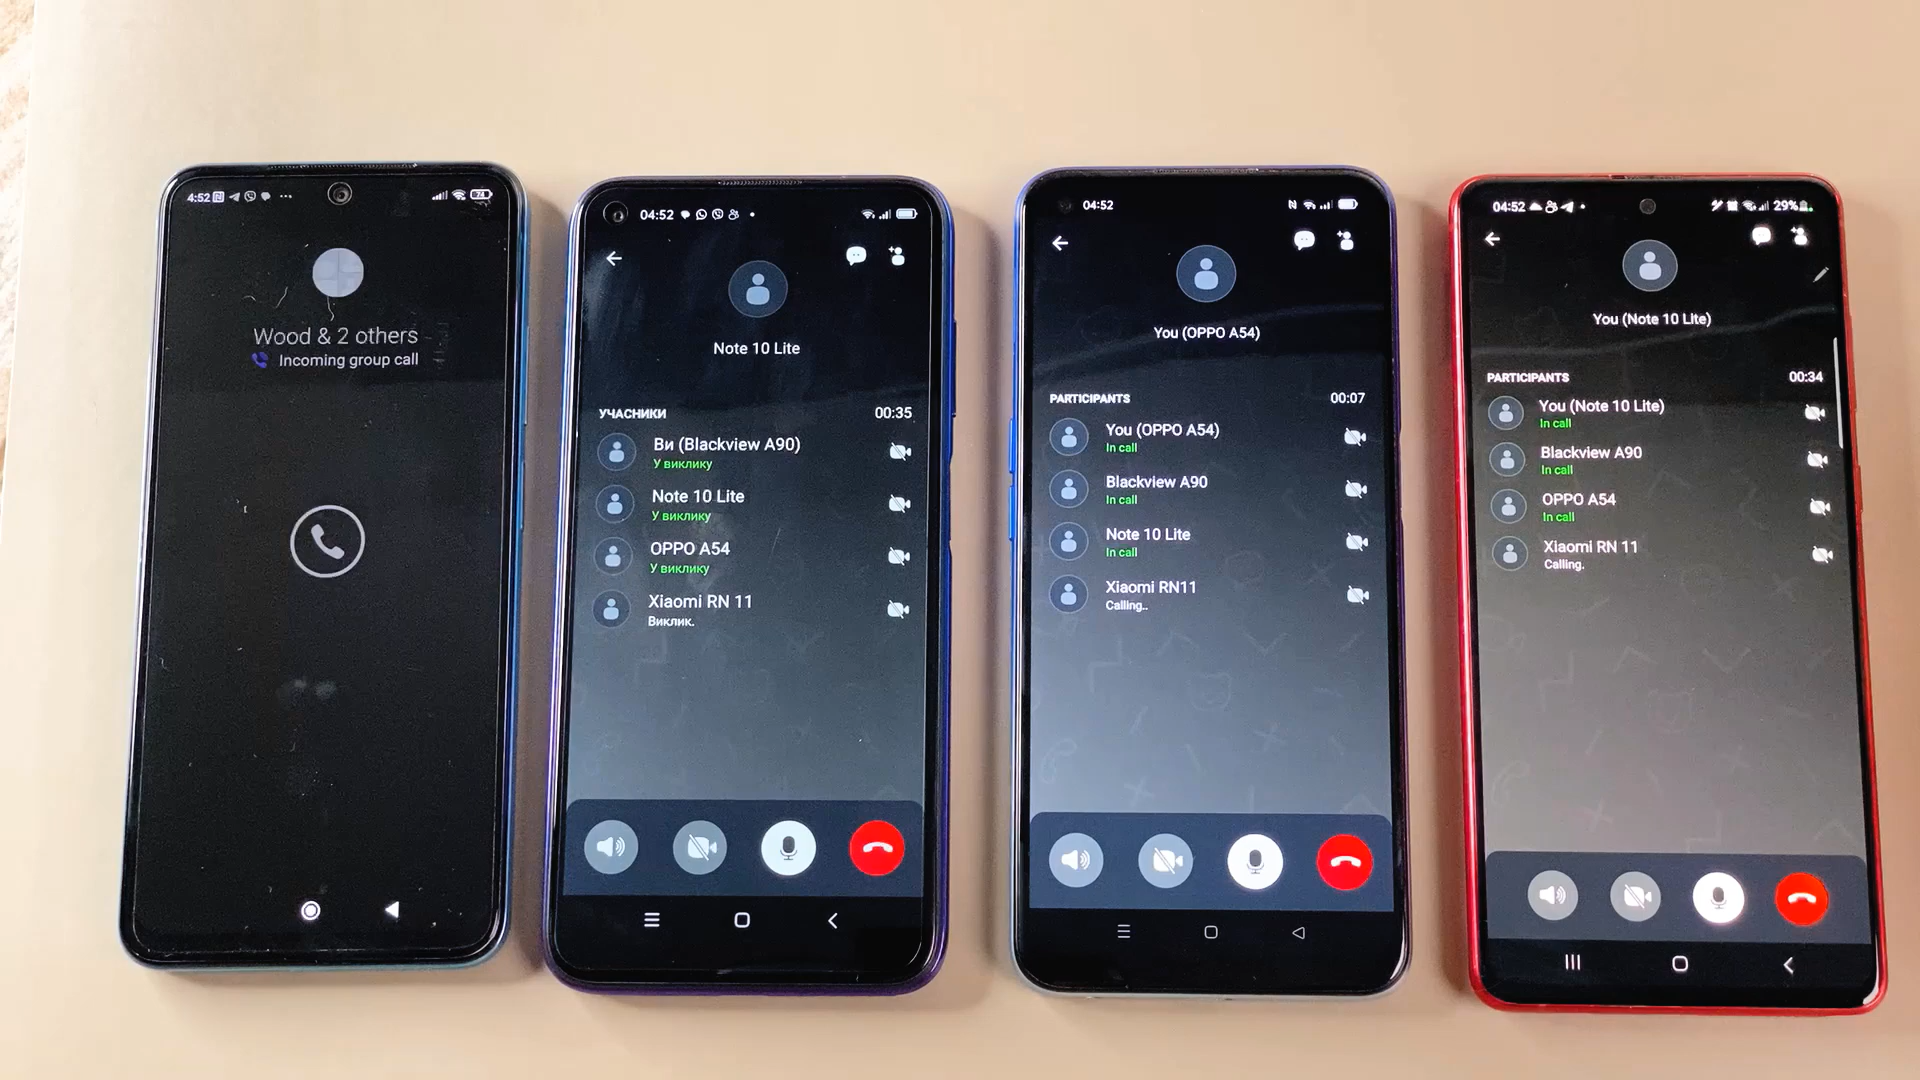 4:52
74
Wood & 2 others
Incoming group call
04:52
Note 10 Lite
УЧАСНИКИ 00:35
Ви (Blackview A90)
У виклику
Note 10 Lite
У виклику
OPPO A54
У виклику
Xiaomi RN 11
Виклик.
04:52
You (OPPO A54)
PARTICIPANTS 00:07
You (OPPO A54)
In call
Blackview A90
In call
Note 10 Lite
In call
Xiaomi RN11
Calling..
04:52 29%
You (Note 10 Lite)
PARTICIPANTS 00:34
You (Note 10 Lite)
In call
Blackview A90
In call
OPPO A54
In call
Xiaomi RN 11
Calling.